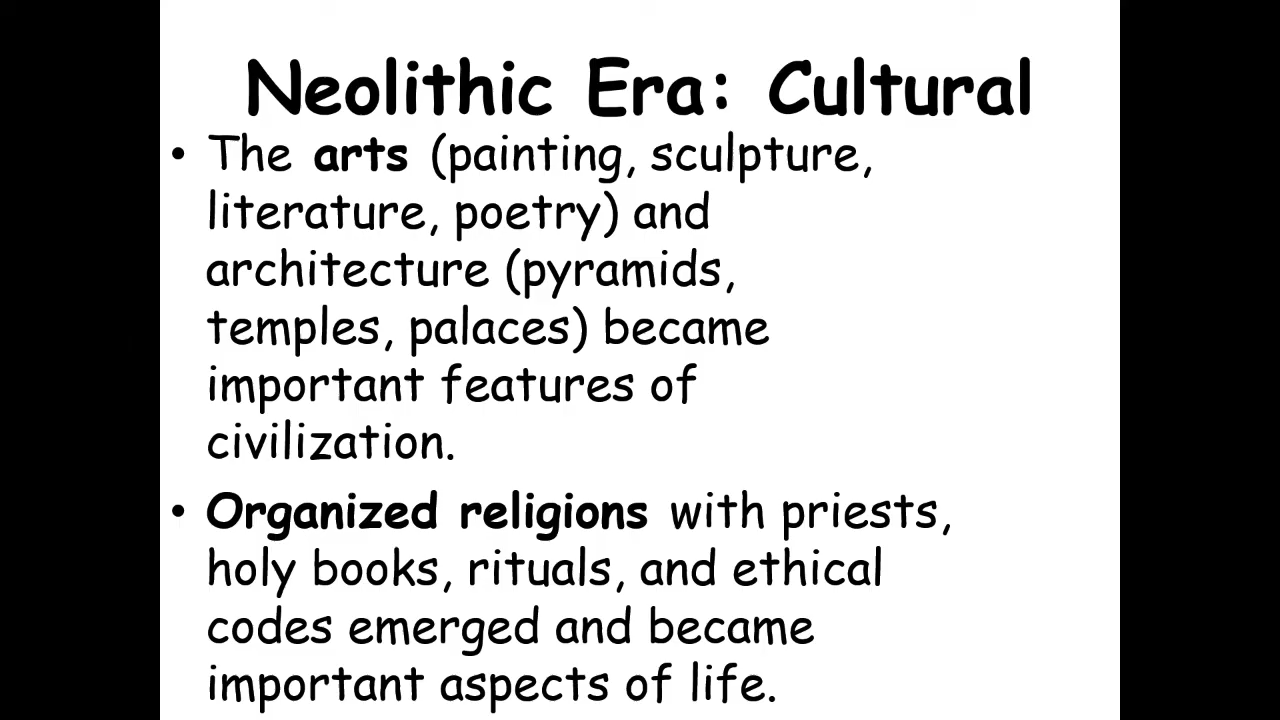 Neolithic Era: Cultural
• The arts (painting, sculpture,
literature, poetry) and
architecture (pyramids,
temples, palaces) became
important features of
civilization.
• Organized religions with priests,
holy books, rituals, and ethical
codes emerged and became
important aspects of life.